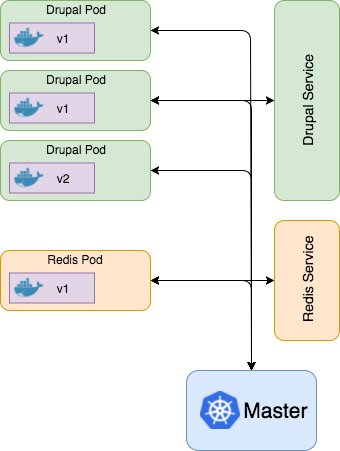 Drupal Pod
v1
Drupal Pod
v1
Drupal Pod
v2
Drupal Service
Redis Pod
v1
Redis Service
Master